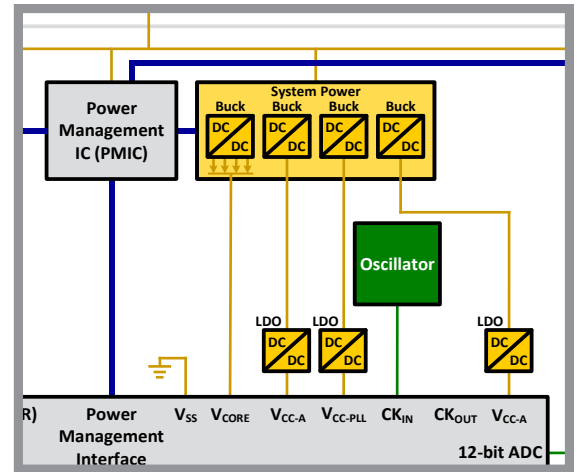 System Power
Buck Buck Buck Buck
Power
Management
IC (PMIC)
DC DC DC DC
DC DC DC DC
Oscillator
LDO LDO LDO
DC DC DC
DC DC DC
R) Power
Management
Interface
VSS VCORE VCC-A VCC-PLL CKIN CKOUT VCC-A
12-bit ADC